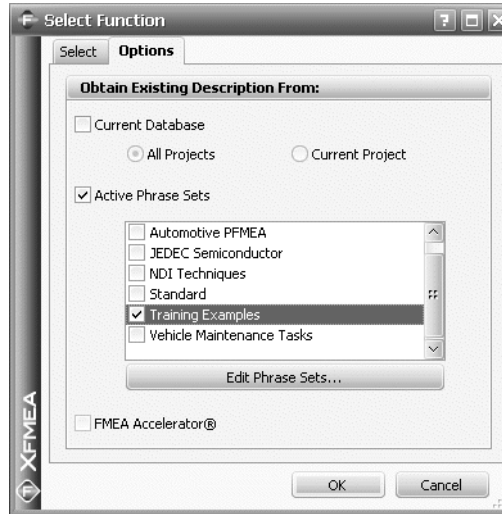 Select Function
Select Options
Obtain Existing Description From:
Current Database
All Projects Current Project
Active Phrase Sets
Automotive PFMEA
JEDEC Semiconductor
NDI Techniques
Standard
Training Examples
Vehicle Maintenance Tasks
Edit Phrase Sets...
FMEA Accelerator®
OK Cancel
XFMEA